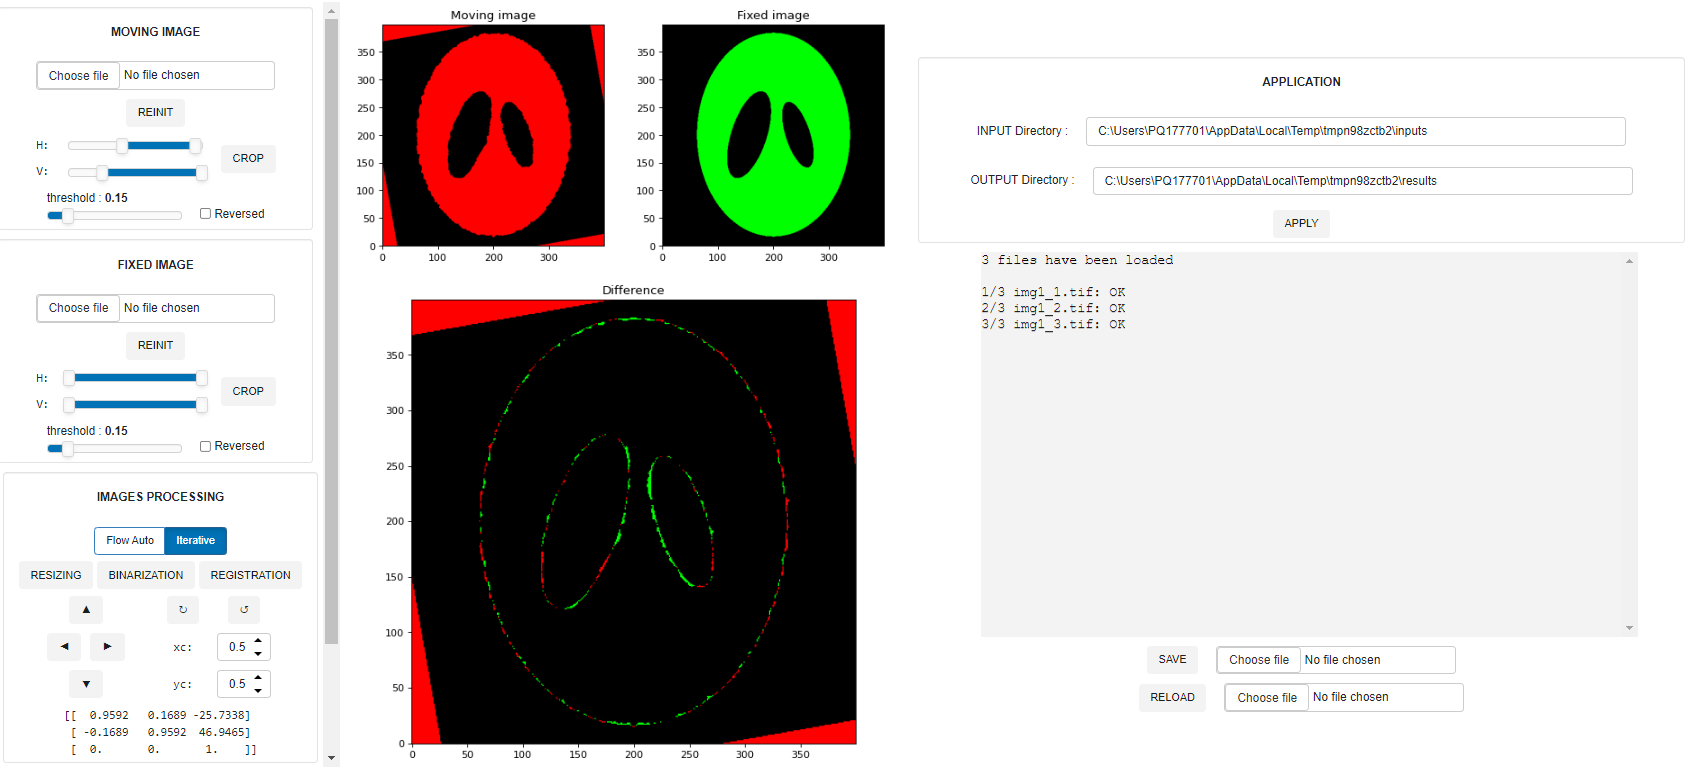 MOVING IMAGE
Choose file No file chosen
REINIT
H:
V:
CROP
threshold : 0.15
Reversed
FIXED IMAGE
Choose file No file chosen
REINIT
H:
V:
CROP
threshold : 0.15
Reversed
IMAGES PROCESSING
Flow Auto Iterative
RESIZING BINARIZATION REGISTRATION
▲ ↻ ↺
◄ ► xc: 0.5
▼ yc: 0.5
[[ 0.9592 0.1689 -25.7338]
[ -0.1689 0.9592 46.9465]
[ 0. 0. 1. ]]
Moving image
350
300
250
200
150
100
50
0
0 100 200 300
Fixed image
350
300
250
200
150
100
50
0
0 100 200 300
Difference
350
300
250
200
150
100
50
0
0 50 100 150 200 250 300 350
APPLICATION
INPUT Directory : C:\Users\PQ177701\AppData\Local\Temp\tmpn98zctb2\inputs
OUTPUT Directory : C:\Users\PQ177701\AppData\Local\Temp\tmpn98zctb2\results
APPLY
3 files have been loaded
1/3 img1_1.tif: OK
2/3 img1_2.tif: OK
3/3 img1_3.tif: OK
SAVE Choose file No file chosen
RELOAD Choose file No file chosen